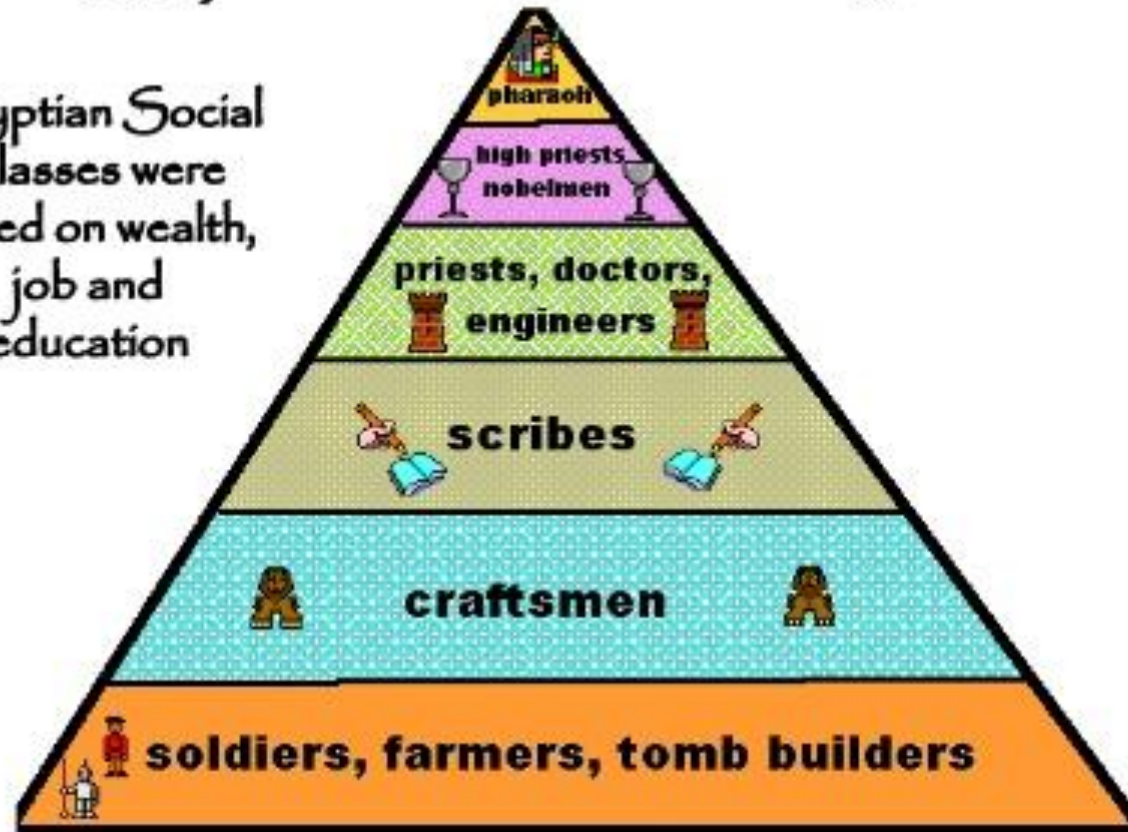 yptian Social
lasses were
ed on wealth,
job and
education
pharaoh
high priests
nobelmen
priests, doctors,
engineers
scribes
craftsmen
soldiers, farmers, tomb builders